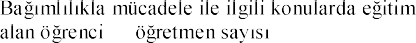 Bağımlılıkla mücadele ile ilgili konularda eğitim
alan öğrenci öğretmen sayısı